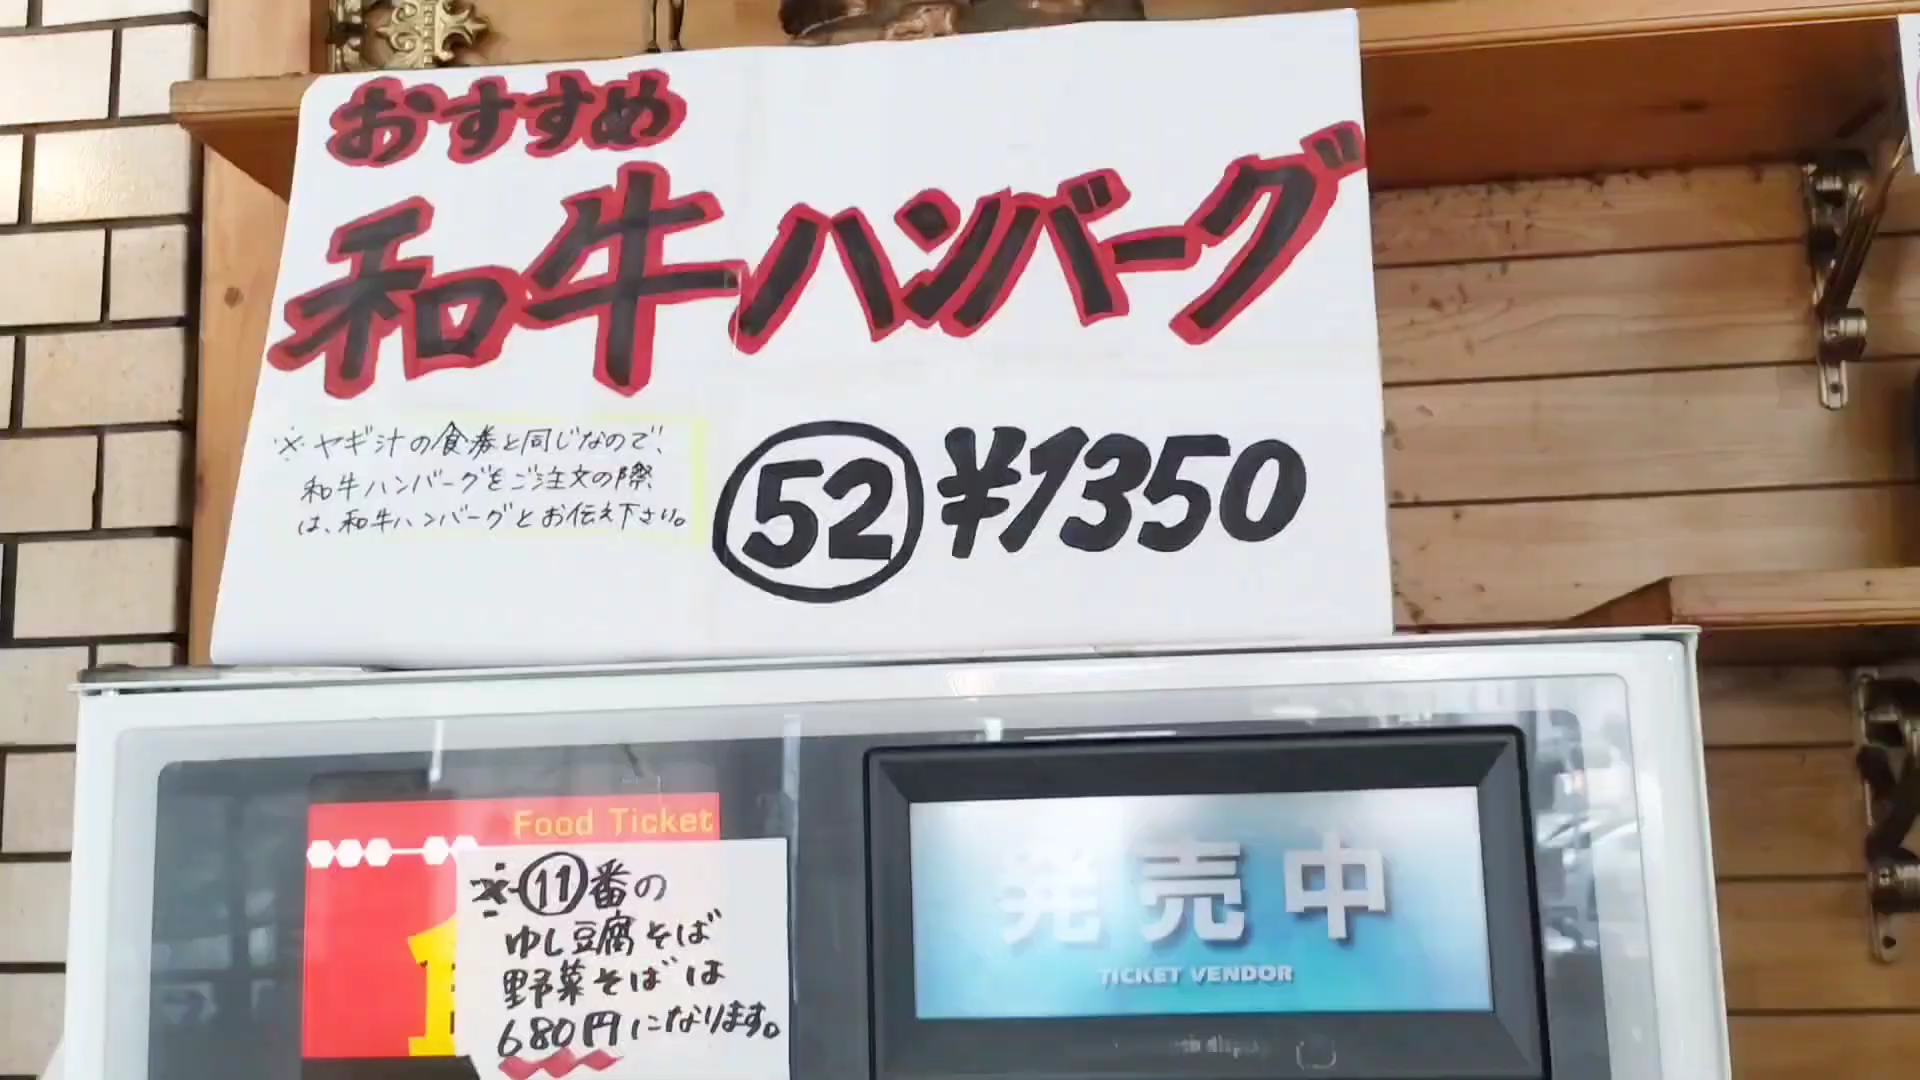 おすすめ
和牛ハンバーグ
※ヤギ汁の食券と同じなので、
和牛ハンバーグをご注文の際
は、和牛ハンバーグとお伝え下さい。
52 ¥1350
Food Ticket
※⑪番の
ゆし豆腐そば
野菜そばは
680円になります。
発売中
TICKET VENDOR